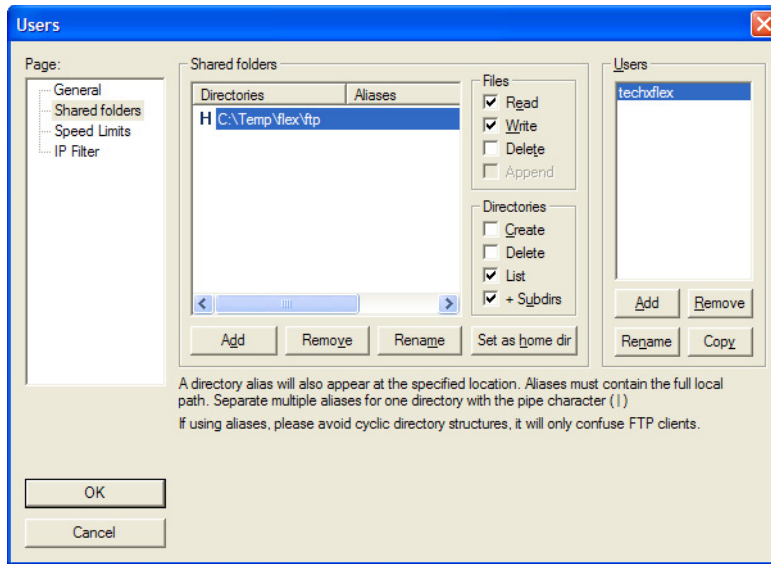 Users
Page:
General
Shared folders
Speed Limits
IP Filter
Shared folders
Directories Aliases
H C:\Temp\flex\ftp
Files
Read
Write
Delete
Append
Directories
Create
Delete
List
+ Subdirs
Add Remove Rename Set as home dir
Users
techxflex
Add Remove
Rename Copy
A directory alias will also appear at the specified location. Aliases must contain the full local
path. Separate multiple aliases for one directory with the pipe character ( | )
If using aliases, please avoid cyclic directory structures, it will only confuse FTP clients.
OK
Cancel